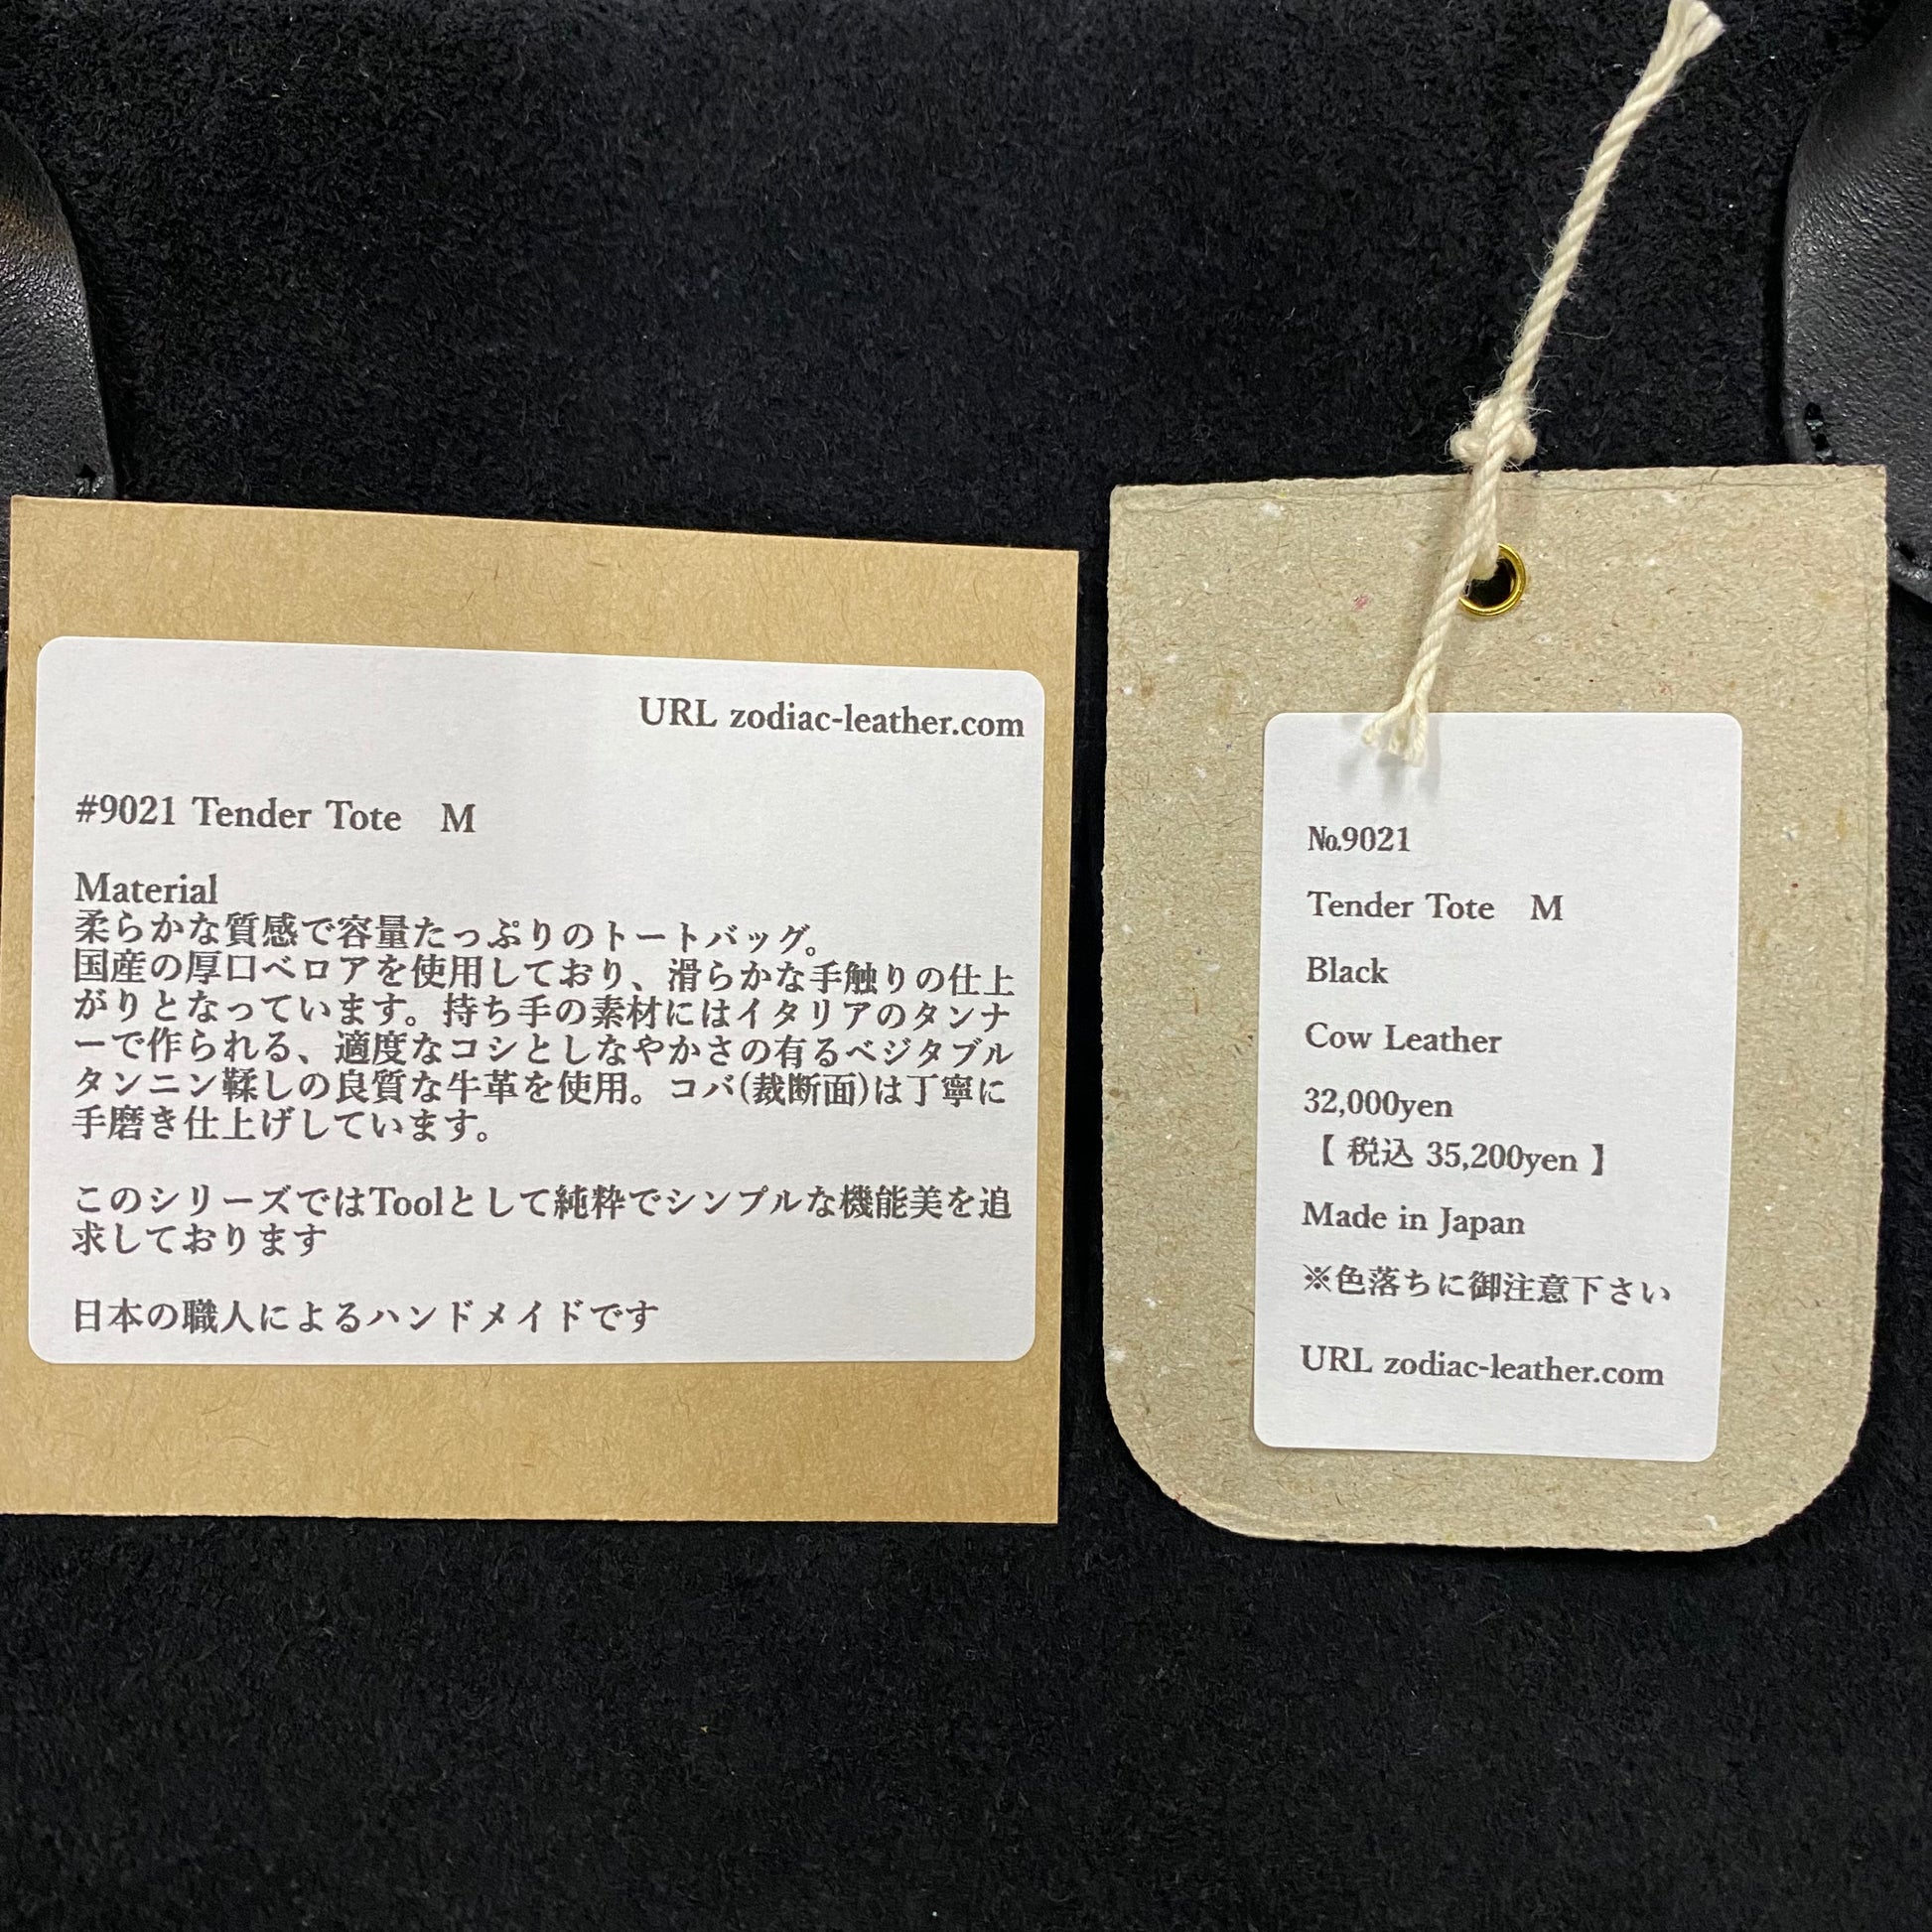 URL zodiac-leather.com
#9021 Tender Tote　M
Material
柔らかな質感で容量たっぷりのトートバッグ。
国産の厚口ベロアを使用しており、滑らかな手触りの仕上
がりとなっています。持ち手の素材にはイタリアのタンナ
ーで作られる、適度なコシとしなやかさの有るベジタブル
タンニン鞣しの良質な牛革を使用。コバ(裁断面)は丁寧に
手磨き仕上げしています。
このシリーズではToolとして純粋でシンプルな機能美を追
求しております
日本の職人によるハンドメイドです
№9021
Tender Tote　M
Black
Cow Leather
32,000yen
【 税込 35,200yen 】
Made in Japan
※色落ちに御注意下さい
URL zodiac-leather.com